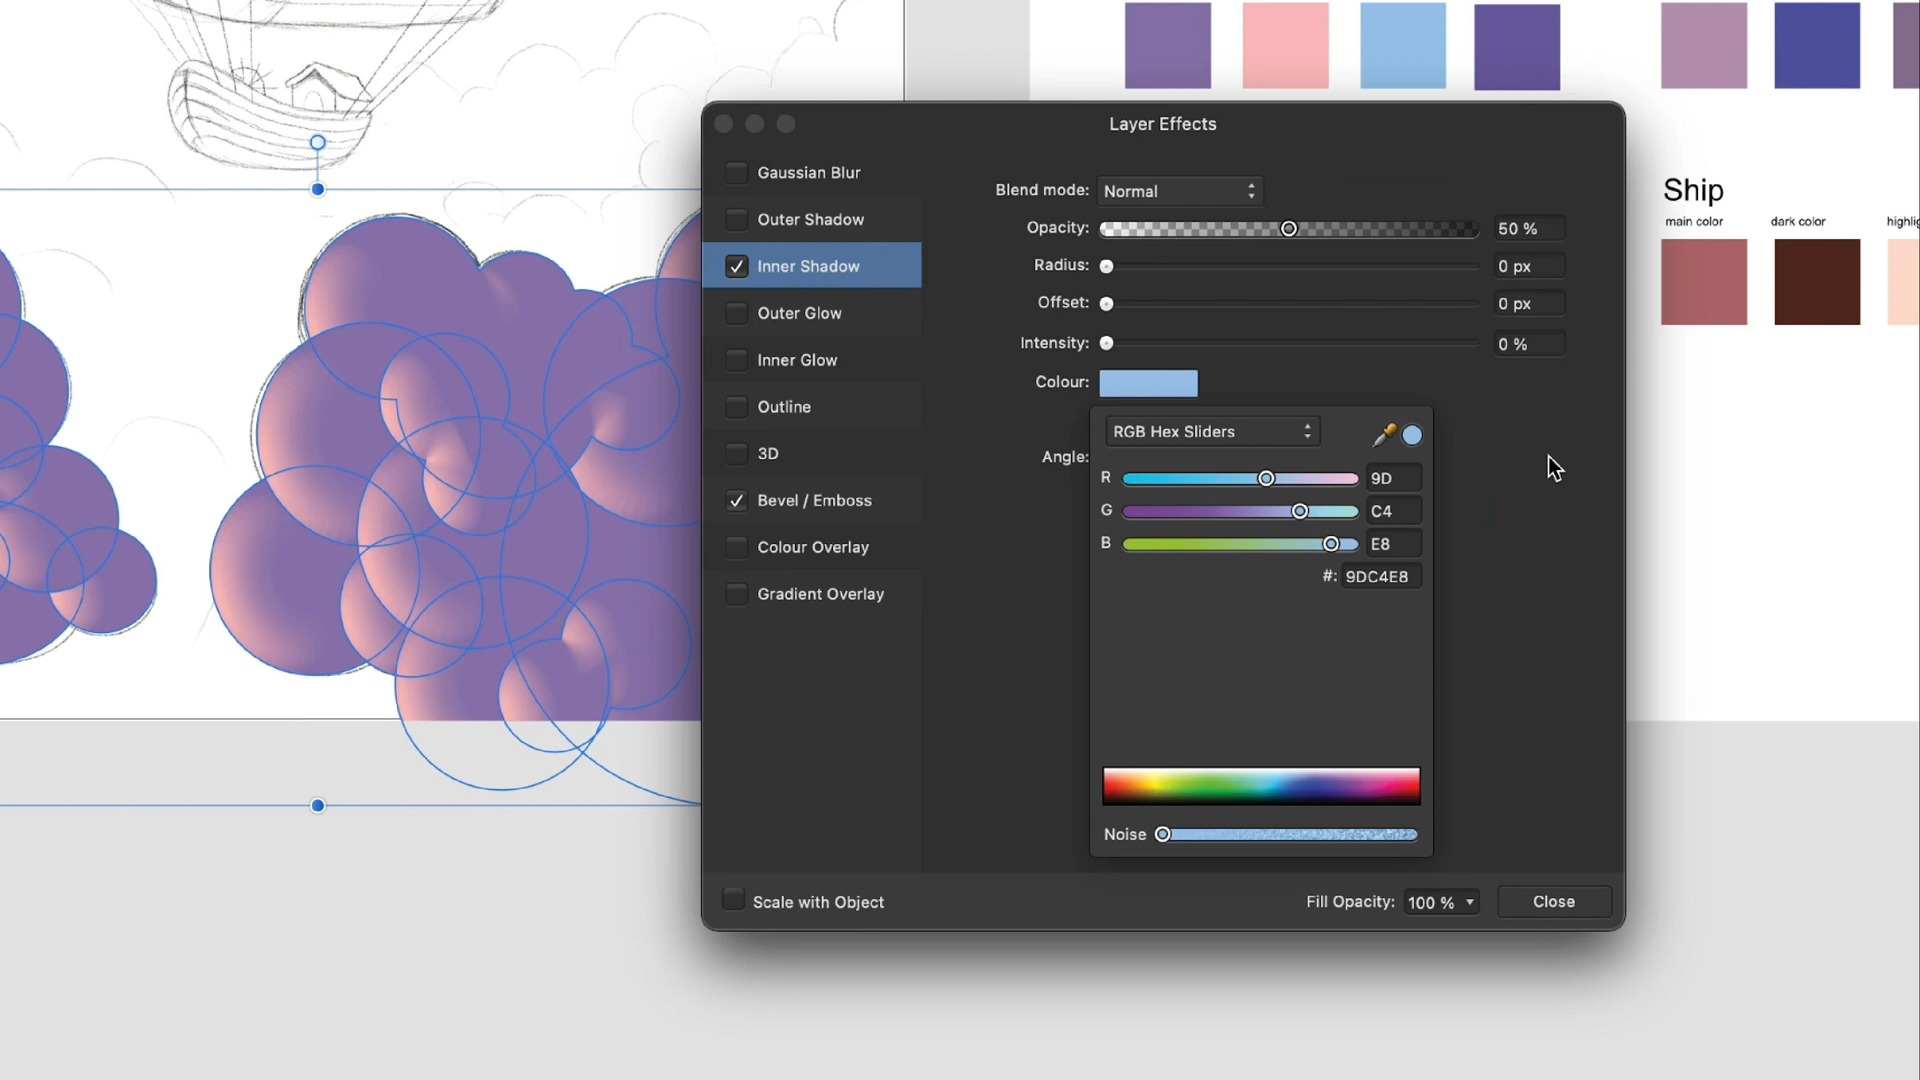 Layer Effects
Gaussian Blur
Outer Shadow
Inner Shadow
Outer Glow
Inner Glow
Outline
3D
Bevel / Emboss
Colour Overlay
Gradient Overlay
Blend mode: Normal
Opacity: 50 %
Radius: 0 px
Offset: 0 px
Intensity: 0 %
Colour:
RGB Hex Sliders
Angle:
R 9D
G C4
B E8
#: 9DC4E8
Noise
Scale with Object
Fill Opacity: 100 %
Close
Ship
main color dark color highlig